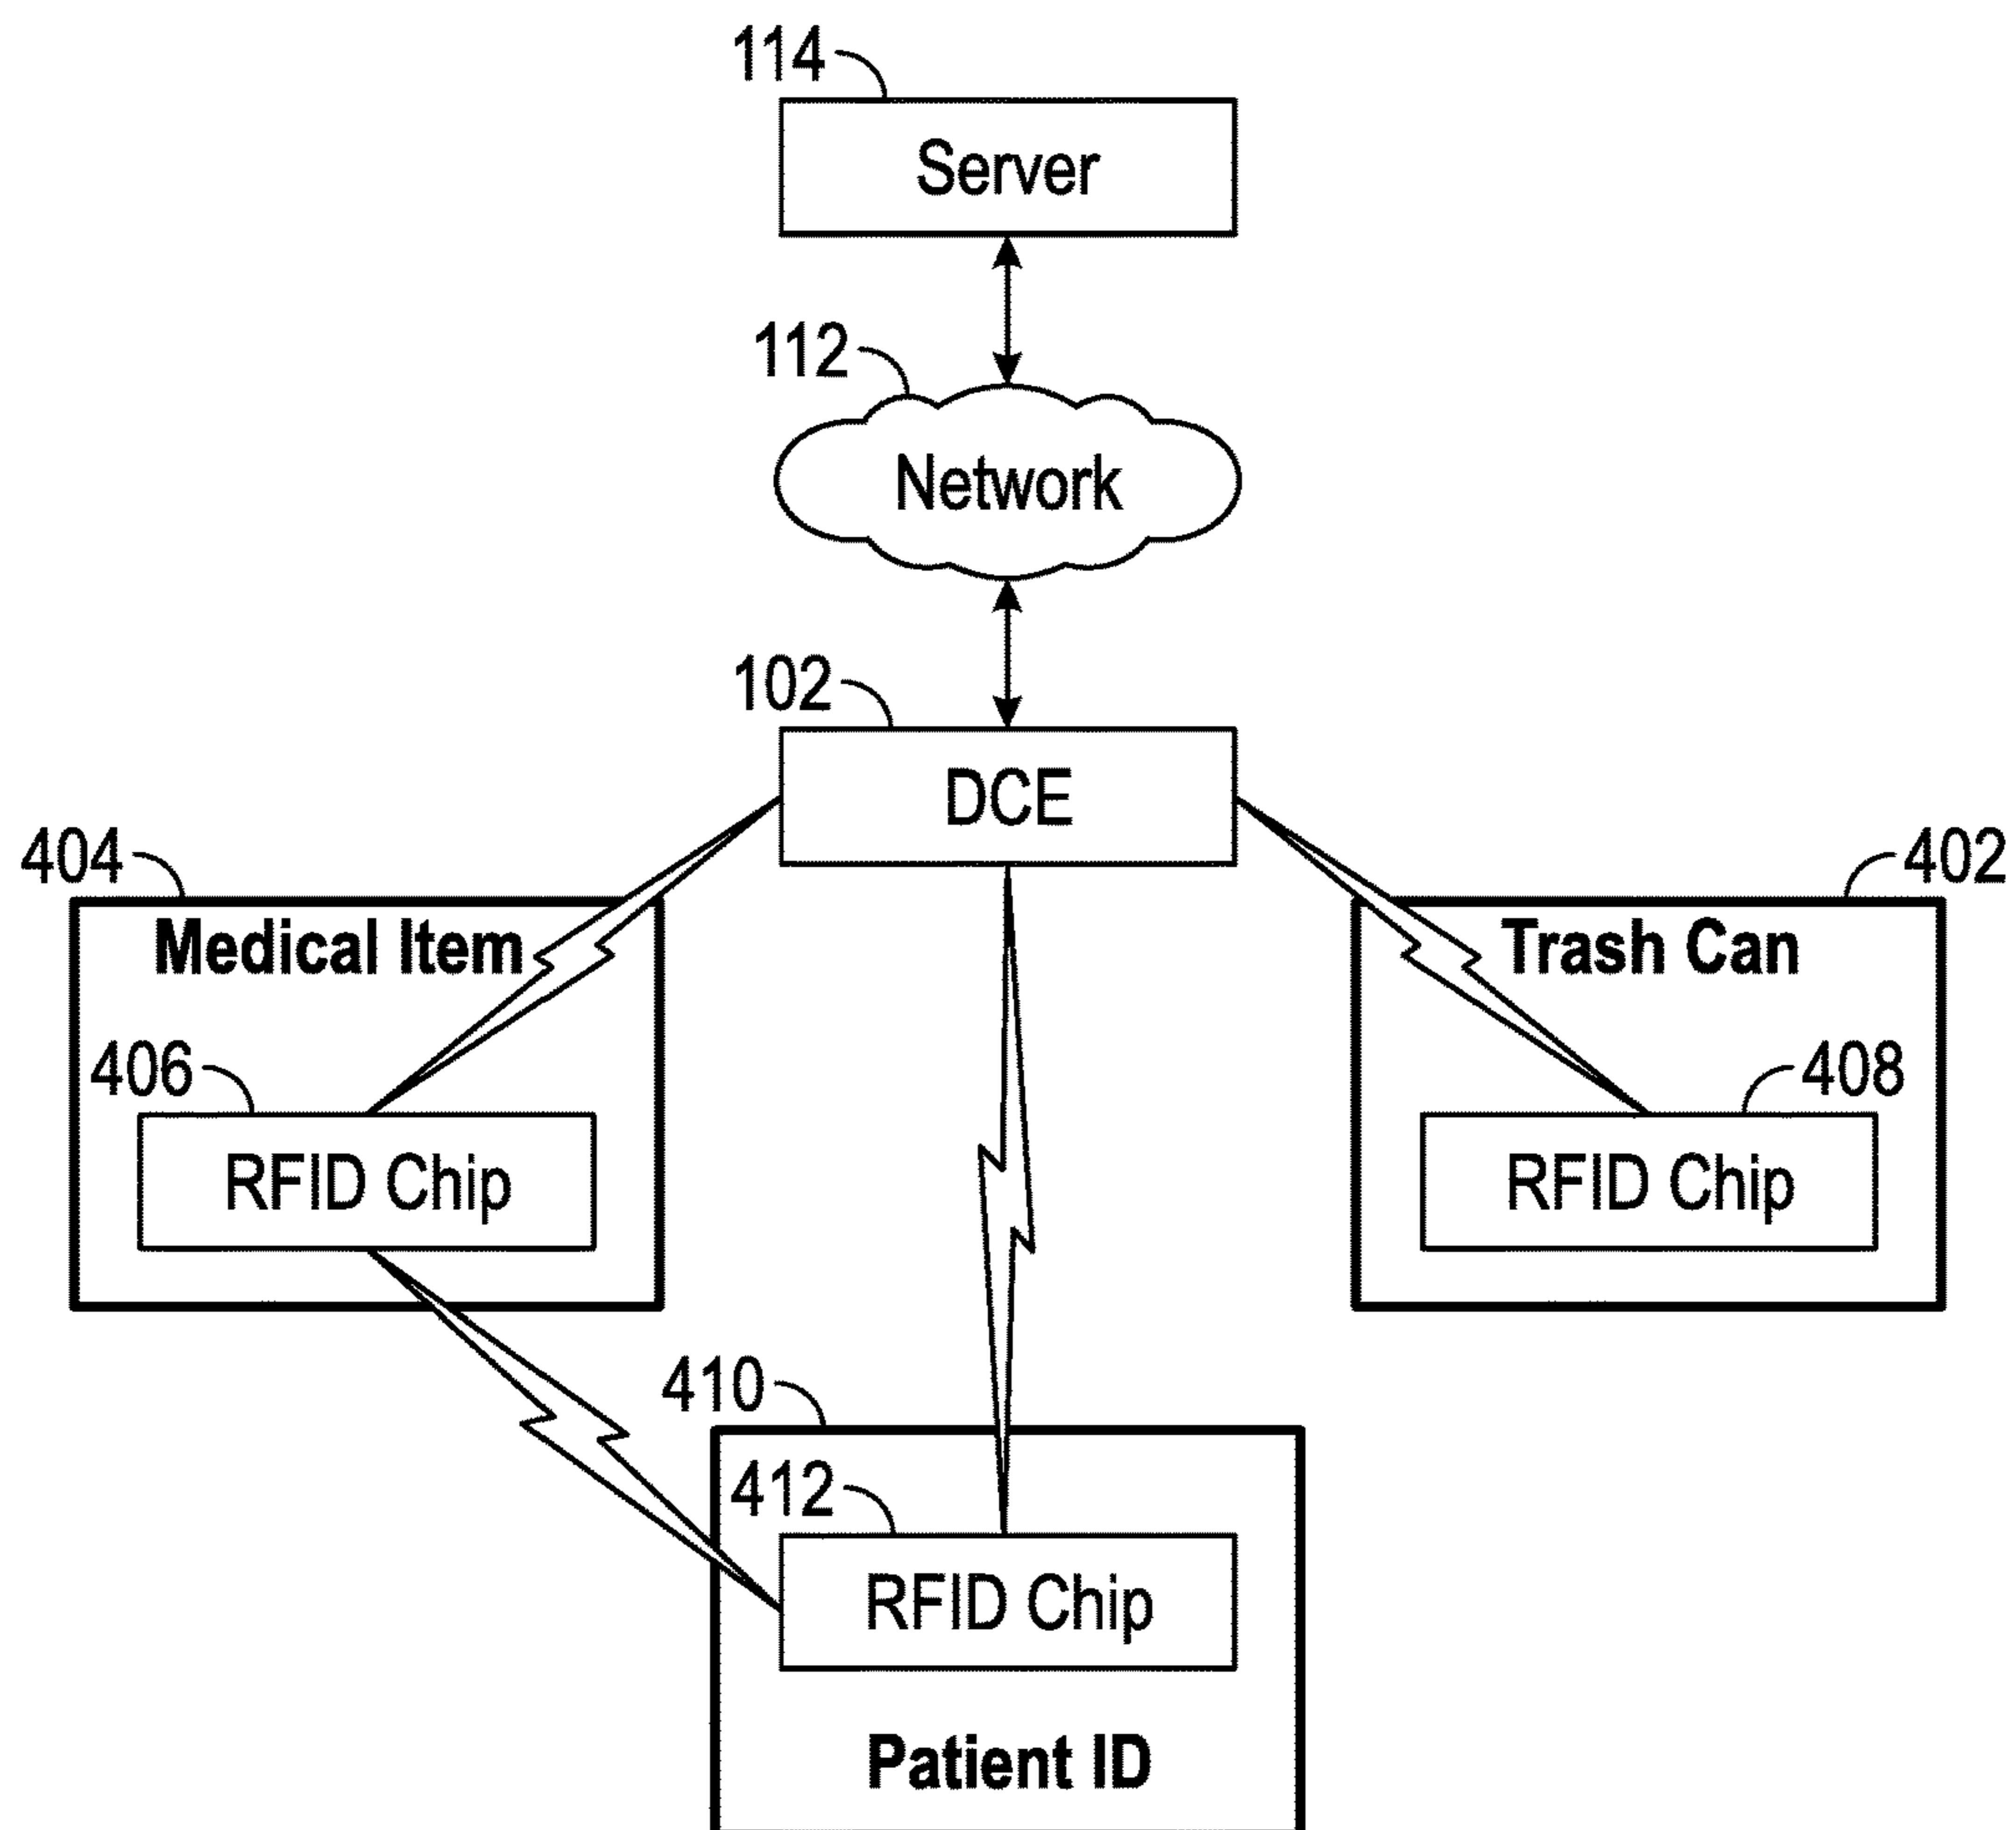 114
Server
112
Network
102
DCE
404
Medical Item
406
RFID Chip
402
Trash Can
408
RFID Chip
410
412
RFID Chip
Patient ID